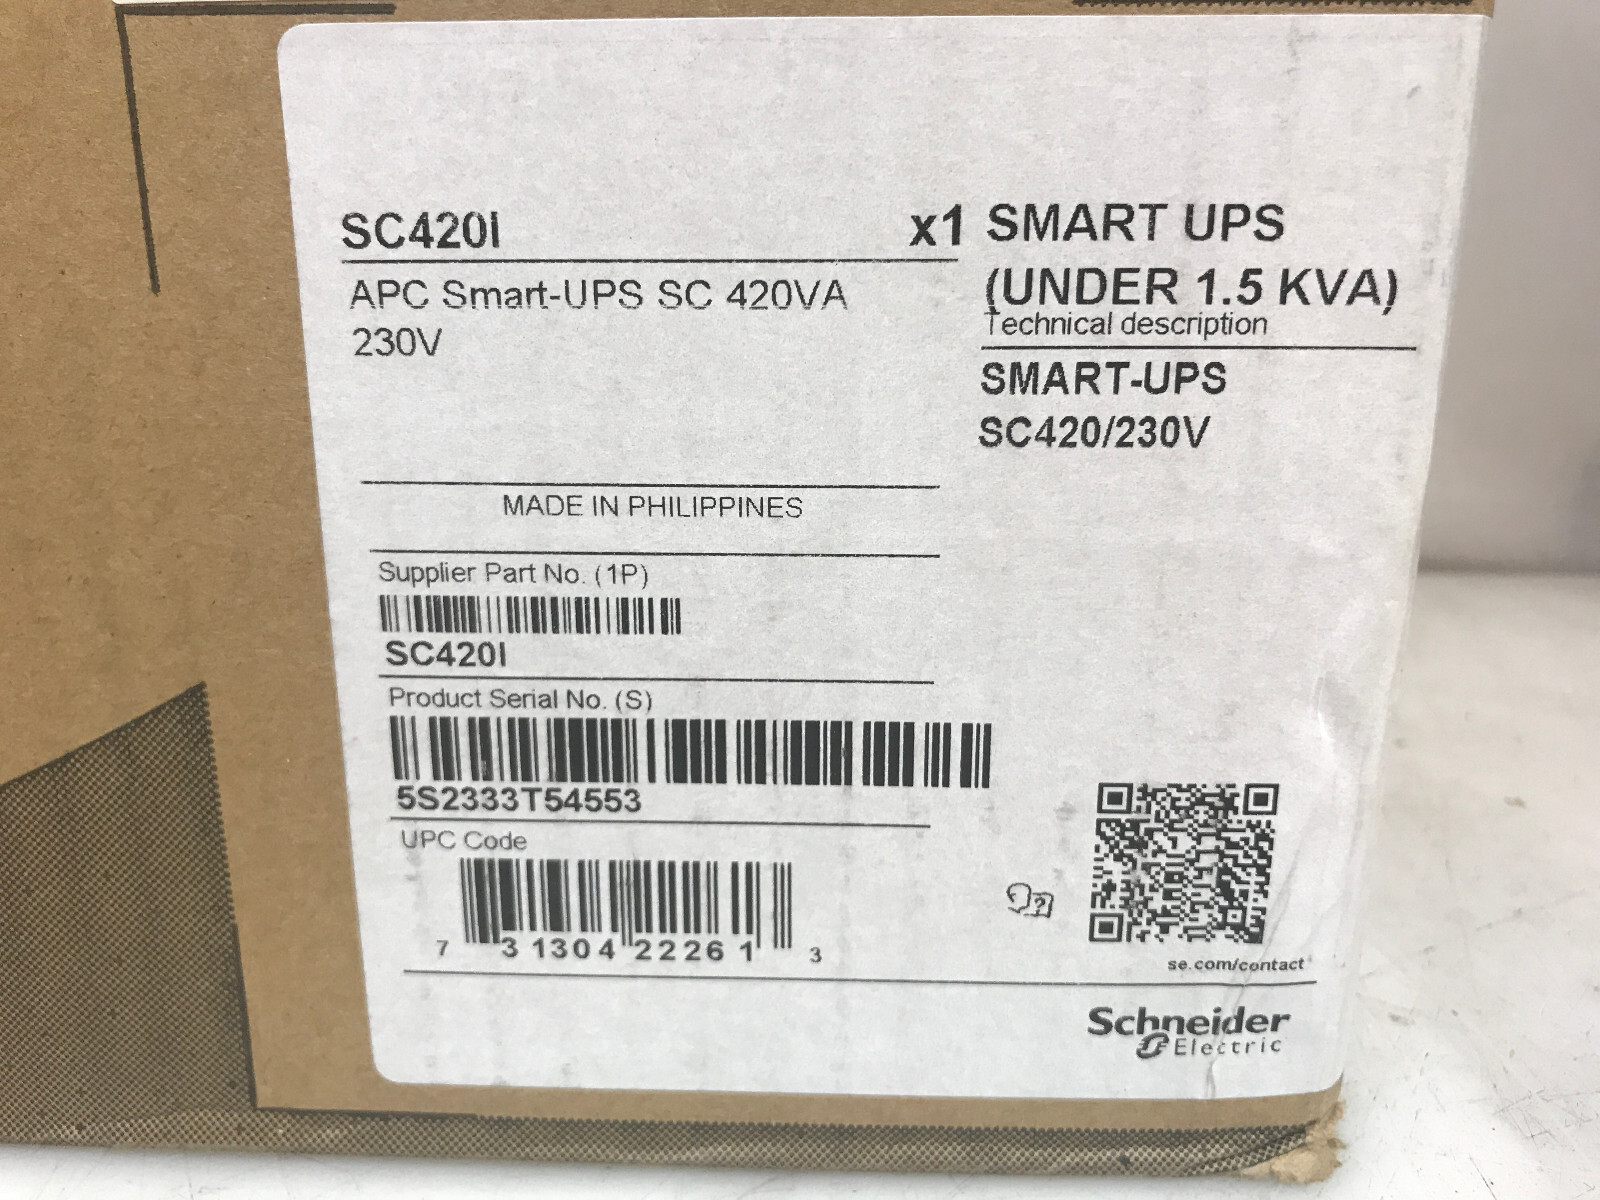 SC420I x1
APC Smart-UPS SC 420VA
230V
SMART UPS
(UNDER 1.5 KVA)
Technical description
SMART-UPS
SC420/230V
MADE IN PHILIPPINES
Supplier Part No. (1P)
SC420I
Product Serial No. (S)
5S2333T54553
UPC Code
7 31304 22261 3
?
se.com/contact
Schneider
Electric